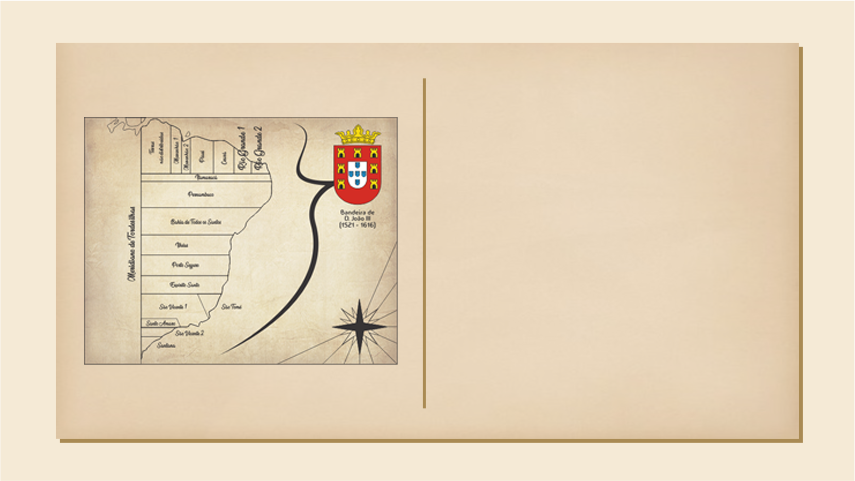 Terras
não distribuídas
Maranhão 1
Maranhão 2
Piauí
Ceará
Rio Grande 1
Rio Grande 2
Itamaracá
Pernambuco
Bahia de Todos os Santos
Ilhéus
Porto Seguro
Espírito Santo
São Vicente 1
São Tomé
Santo Amaro
São Vicente 2
Santana
Meridiano de Tordesilhas
Bandeira de
D. João III
(1521 - 1616)